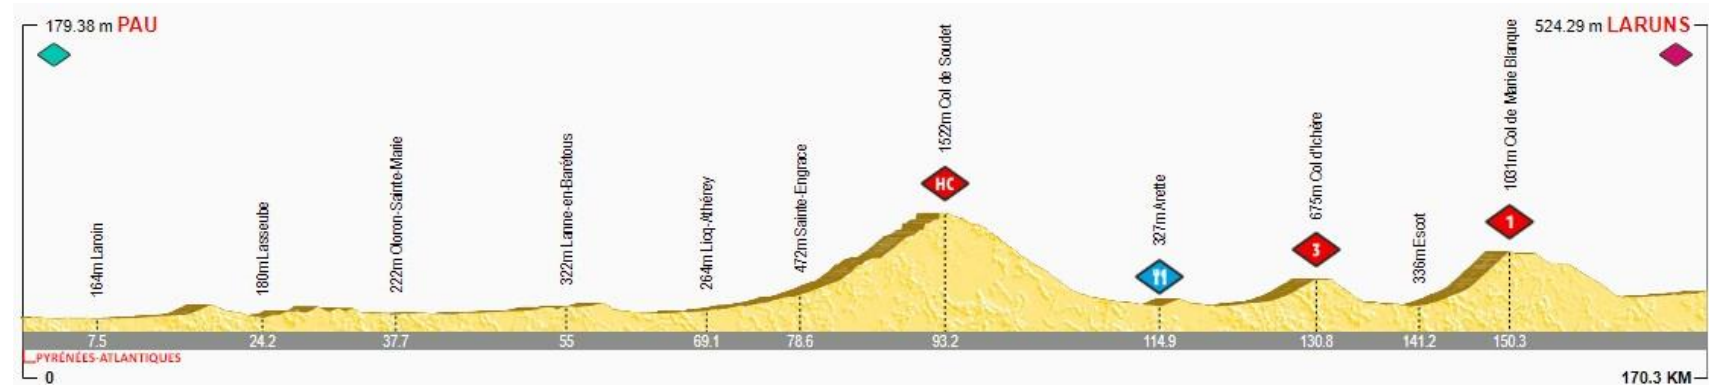 179.38 m PAU
524.29 m LARUNS
164m Laroin
180m Lasseube
222m Oloron-Sainte-Marie
322m Lanne-en-Barétous
264m Licq-Athérey
472m Sainte-Engrace
1522m Col de Soudet
HC
327m Arette
675m Col d'Ichère
3
336m Escot
1031m Col de Marie Blanque
1
7.5 24.2 37.7 55 69.1 78.6 93.2 114.9 130.8 141.2 150.3
PYRÉNÉES-ATLANTIQUES
0
170.3 KM